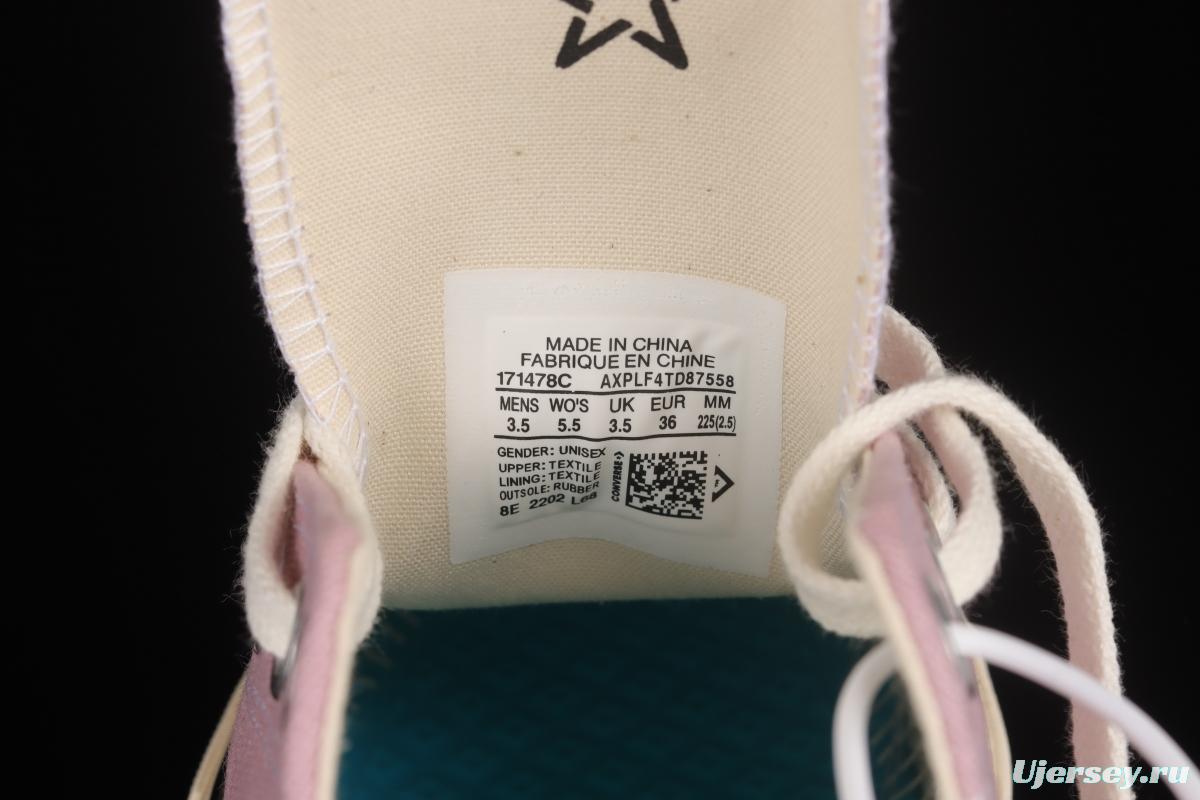 MADE IN CHINA
FABRIQUE EN CHINE
171478C AXPLF4TD87558
MENS WO'S UK EUR MM
3.5 5.5 3.5 36 225(2.5)
GENDER: UNISEX
UPPER: TEXTILE
LINING: TEXTILE
OUTSOLE: RUBBER
8E 2202 L68
CONVERSE
F
Ujersey.ru